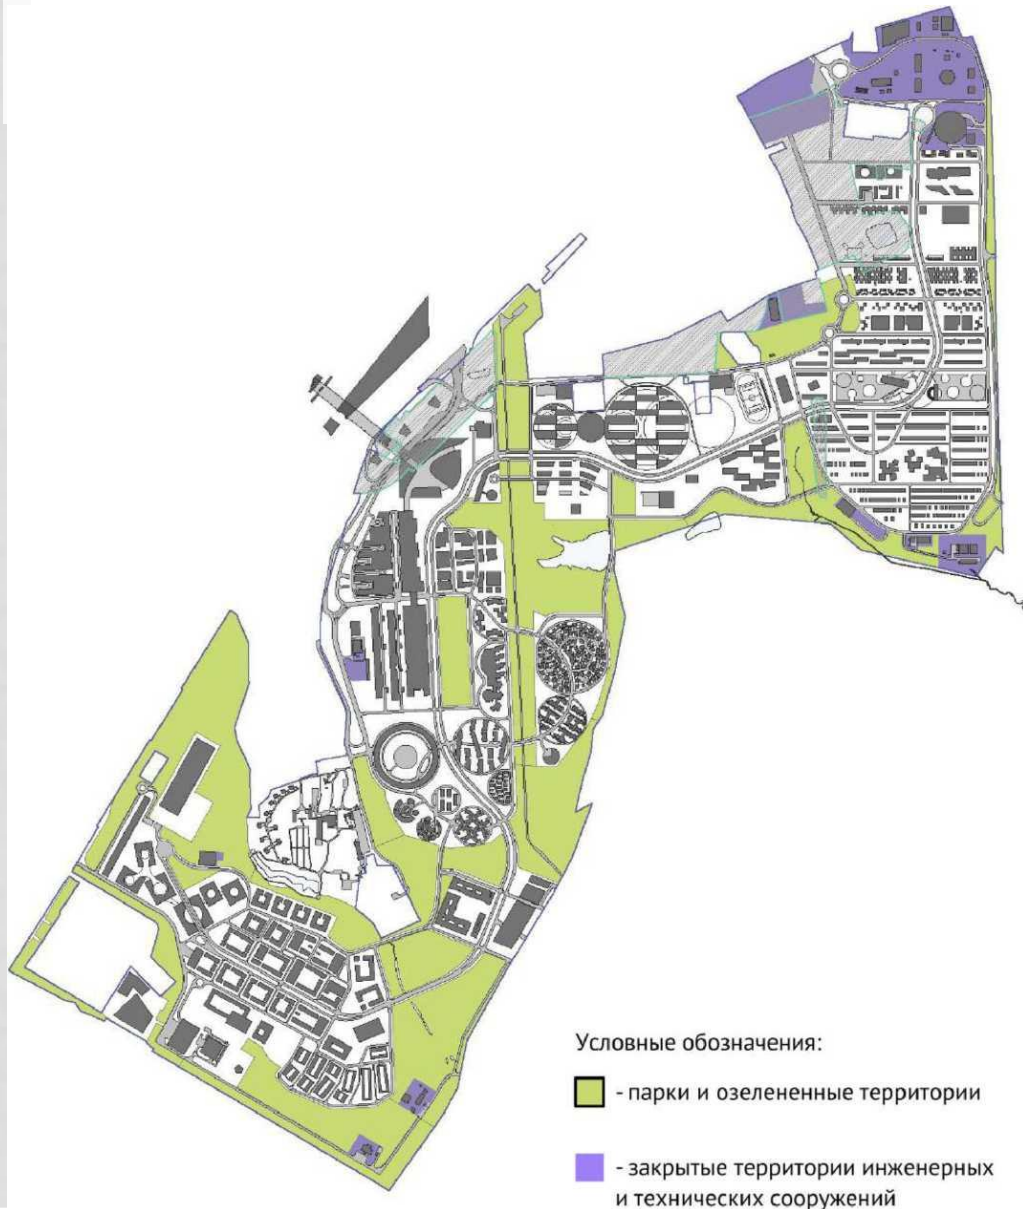 Условные обозначения:
- парки и озелененные территории
- закрытые территории инженерных
и технических сооружений